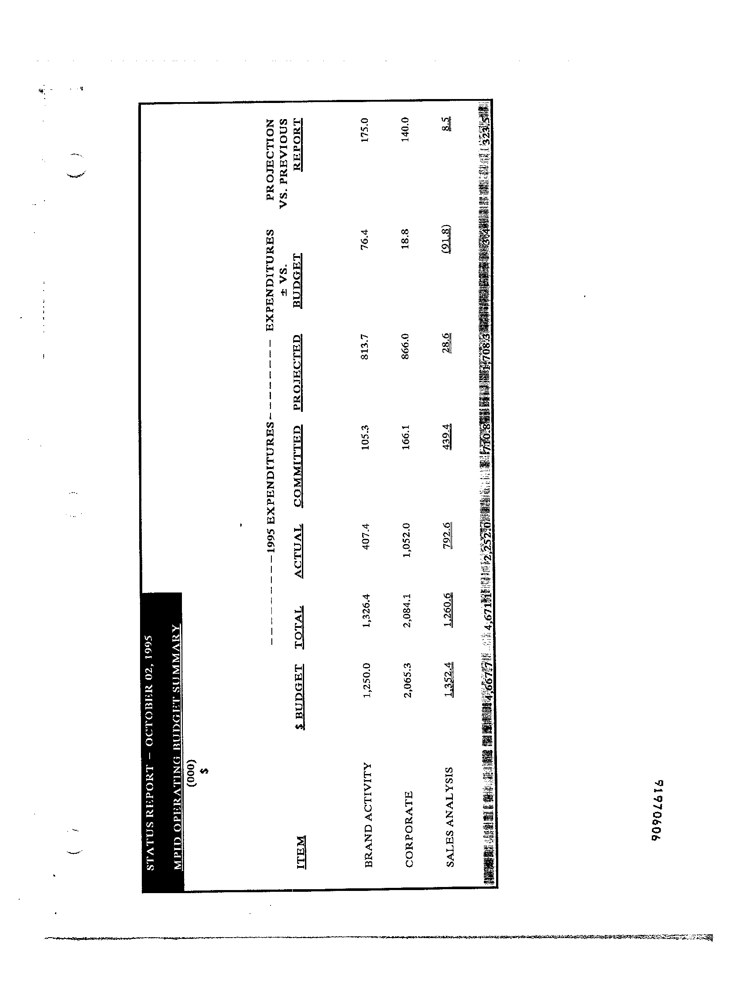 STATUS REPORT – OCTOBER 02, 1995
MPID OPERATING BUDGET SUMMARY
(000)
$
–––––––––1995 EXPENDITURES–––––––– EXPENDITURES PROJECTION
± VS. VS. PREVIOUS
ITEM $ BUDGET TOTAL ACTUAL COMMITTED PROJECTED BUDGET REPORT
BRAND ACTIVITY 1,250.0 1,326.4 407.4 105.3 813.7 76.4 175.0
CORPORATE 2,065.3 2,084.1 1,052.0 166.1 866.0 18.8 140.0
SALES ANALYSIS 1,352.4 1,260.6 792.6 439.4 28.6 (91.8) 8.5
4,667.7 4,671.1 2,252.0 710.8 1,708.3 323.5
91970606